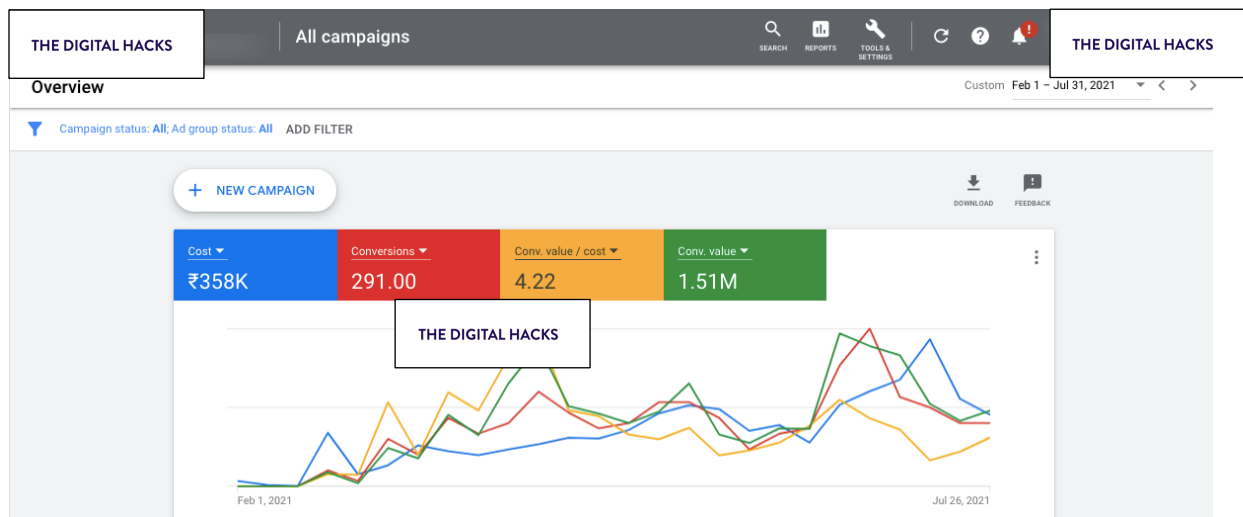 THE DIGITAL HACKS
All campaigns
SEARCH
REPORTS
TOOLS &
SETTINGS
THE DIGITAL HACKS
Overview
Custom Feb 1 – Jul 31, 2021
Campaign status: All; Ad group status: All ADD FILTER
+ NEW CAMPAIGN
DOWNLOAD
FEEDBACK
Cost
Conversions
Conv. value / cost
Conv. value
₹358K
291.00
4.22
1.51M
THE DIGITAL HACKS
Feb 1, 2021
Jul 26, 2021